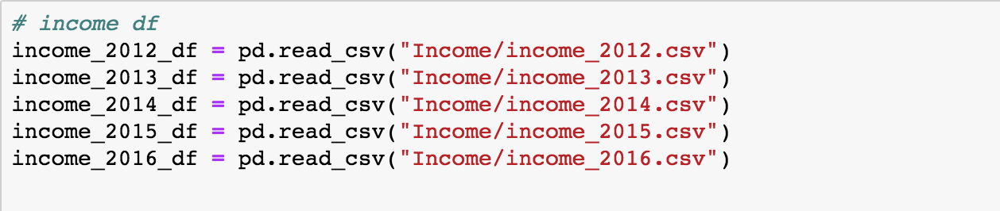 # income df
income_2012_df = pd.read_csv("Income/income_2012.csv")
income_2013_df = pd.read_csv("Income/income_2013.csv")
income_2014_df = pd.read_csv("Income/income_2014.csv")
income_2015_df = pd.read_csv("Income/income_2015.csv")
income_2016_df = pd.read_csv("Income/income_2016.csv")